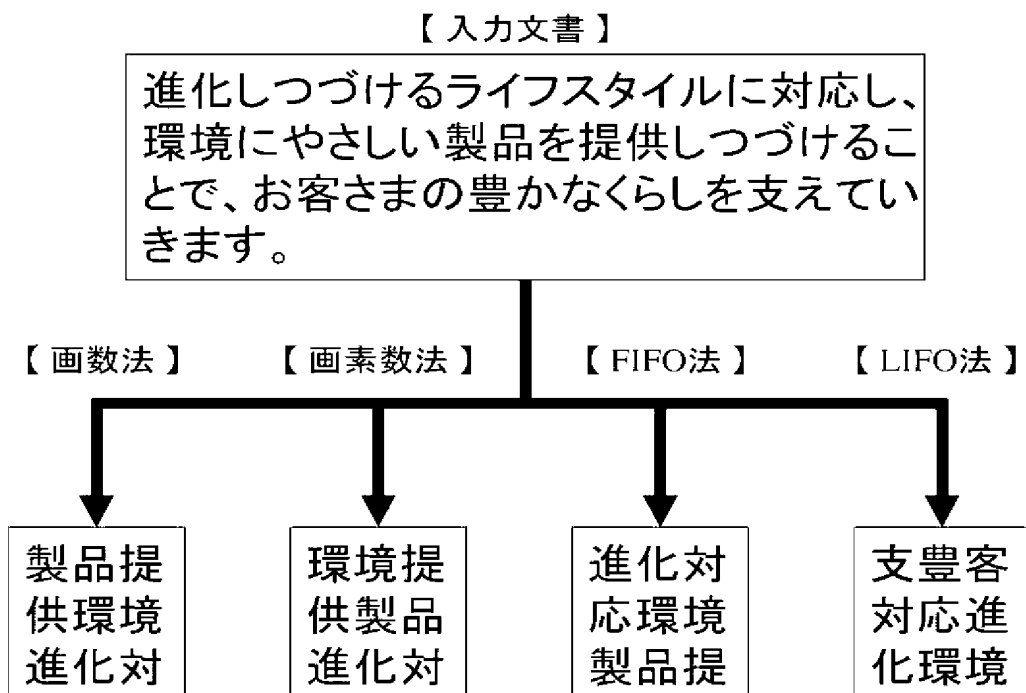 【 入力文書 】
進化しつづけるライフスタイルに対応し、
環境にやさしい製品を提供しつづけるこ
とで、お客さまの豊かなくらしを支えてい
きます。
【 画数法 】
【 画素数法 】
【 FIFO法 】
【 LIFO法 】
製品提
供環境
進化対
環境提
供製品
進化対
進化対
応環境
製品提
支豊客
対応進
化環境